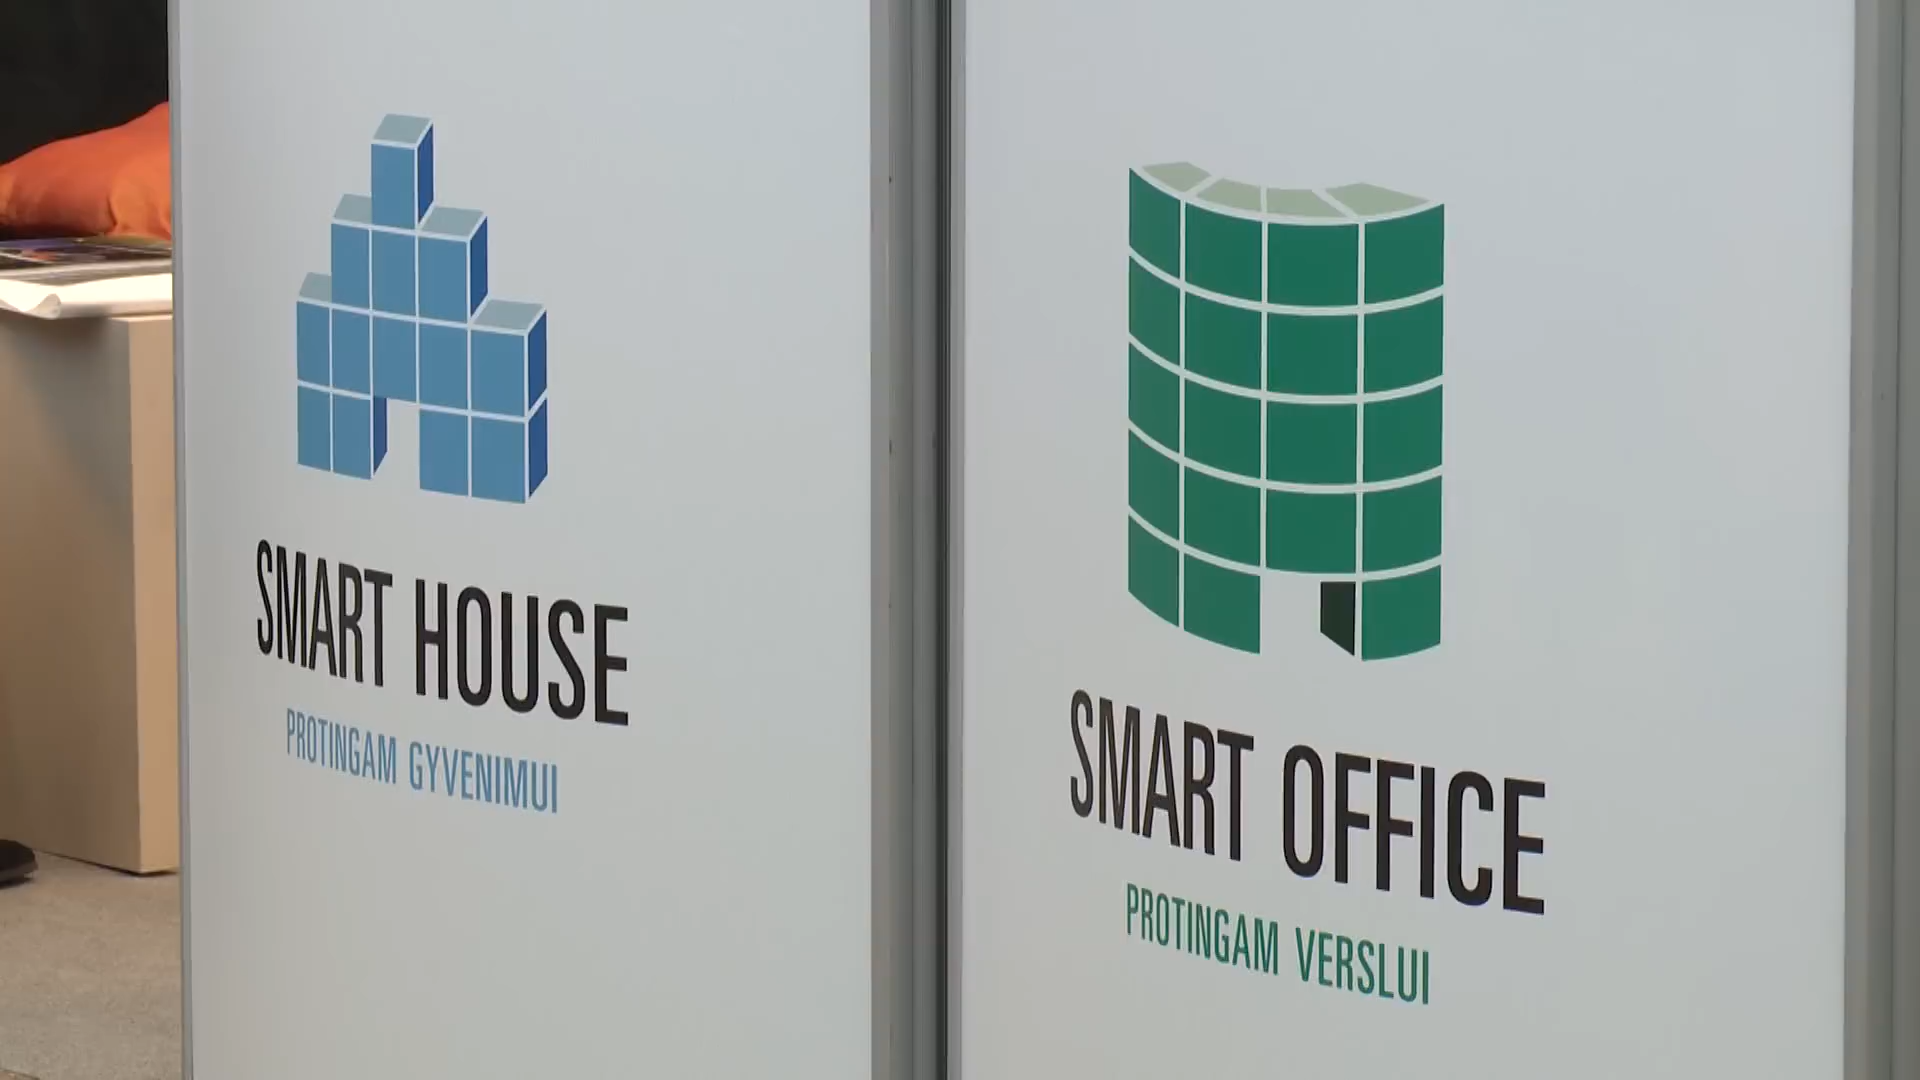 SMART HOUSE
PROTINGAM GYVENIMUI
SMART OFFICE
PROTINGAM VERSLUI